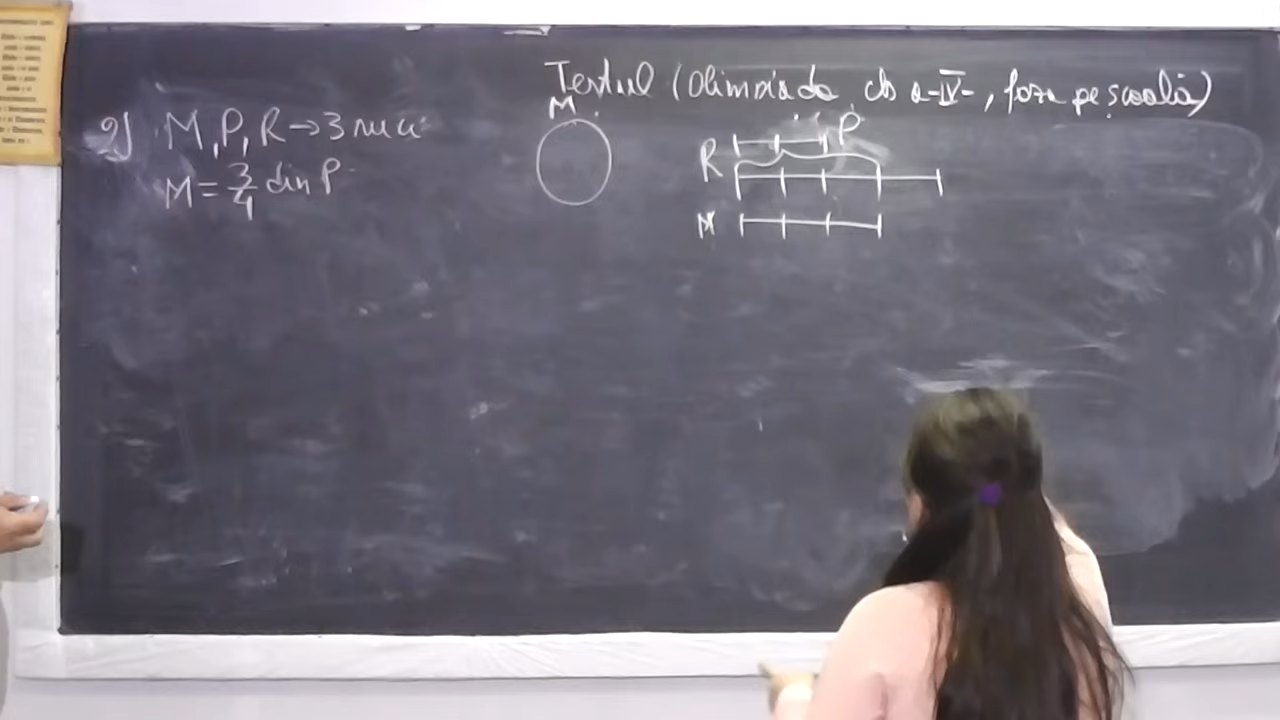 Textul (Olimpiada cls a-IV-, faza pe școală)
2) M, P, R → 3 nuci
M = 3/4 din P
M
P
R
M